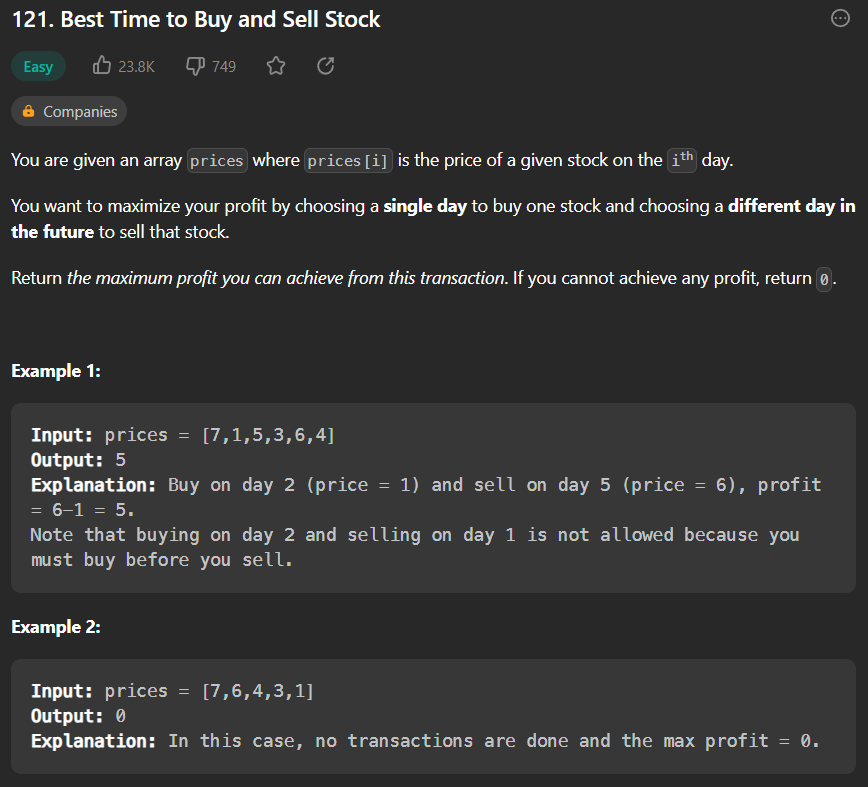 121. Best Time to Buy and Sell Stock
Easy 23.8K 749
Companies
You are given an array prices where prices[i] is the price of a given stock on the ith day.
You want to maximize your profit by choosing a single day to buy one stock and choosing a different day in
the future to sell that stock.
Return the maximum profit you can achieve from this transaction. If you cannot achieve any profit, return 0.
Example 1:
Input: prices = [7,1,5,3,6,4]
Output: 5
Explanation: Buy on day 2 (price = 1) and sell on day 5 (price = 6), profit
= 6-1 = 5.
Note that buying on day 2 and selling on day 1 is not allowed because you
must buy before you sell.
Example 2:
Input: prices = [7,6,4,3,1]
Output: 0
Explanation: In this case, no transactions are done and the max profit = 0.